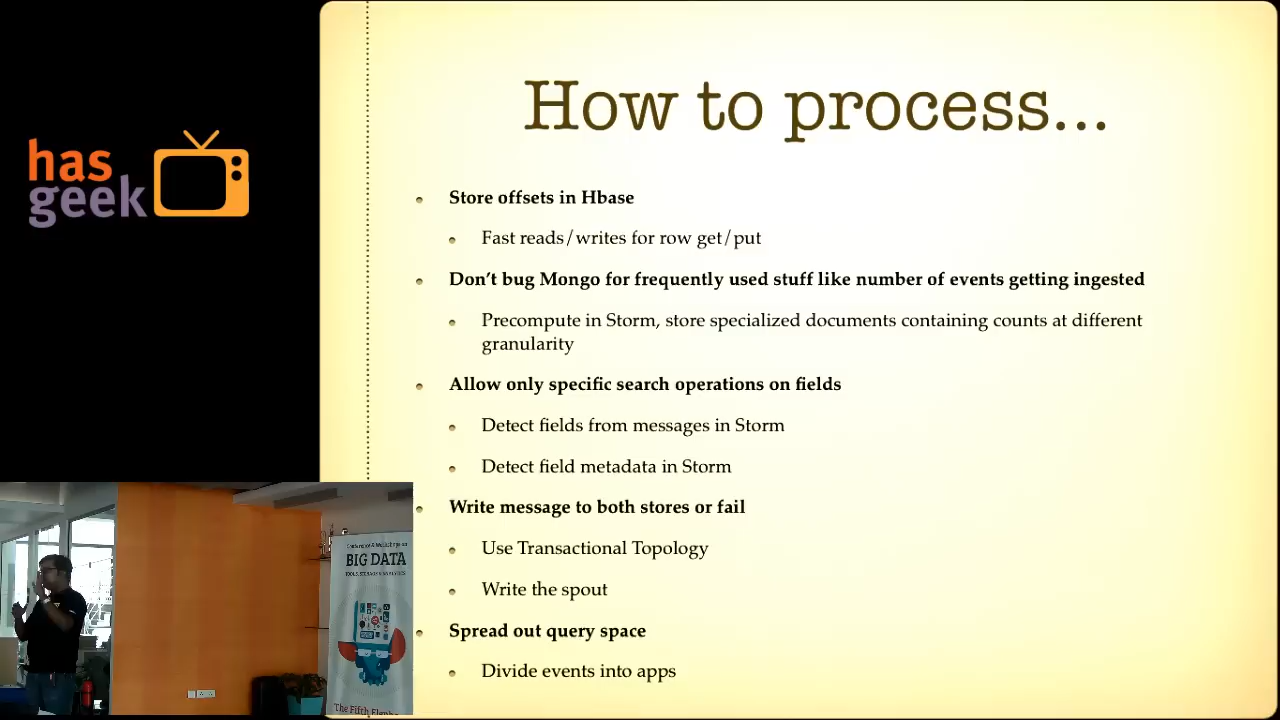 has
geek
How to process...
Store offsets in Hbase
Fast reads/writes for row get/put
Don't bug Mongo for frequently used stuff like number of events getting ingested
Precompute in Storm, store specialized documents containing counts at different
granularity
Allow only specific search operations on fields
Detect fields from messages in Storm
Detect field metadata in Storm
Write message to both stores or fail
Use Transactional Topology
Write the spout
Spread out query space
Divide events into apps
BIG DATA
The Fifth